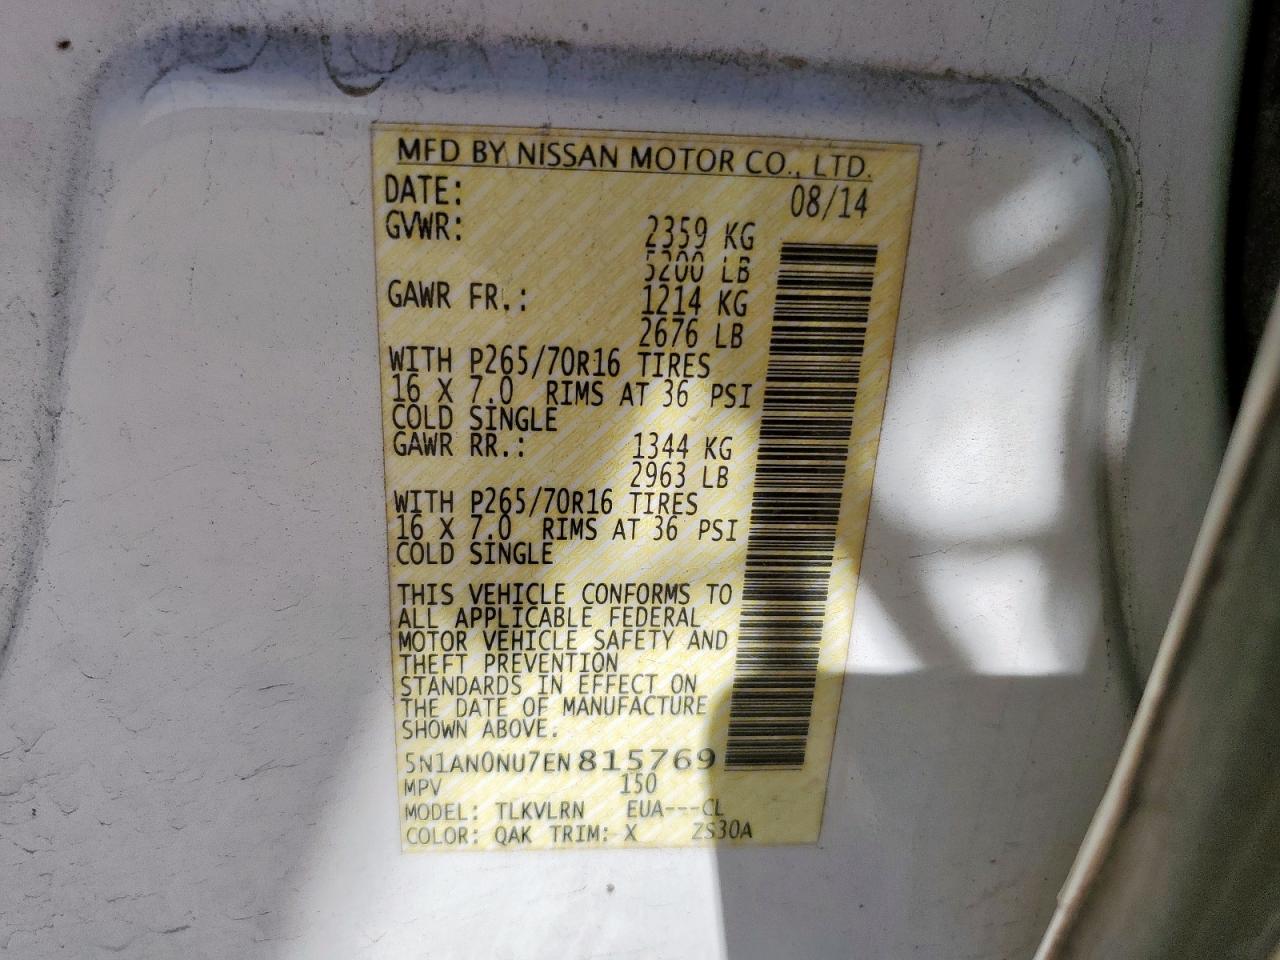 MFD BY NISSAN MOTOR CO., LTD.
DATE: 08/14
GVWR: 2359 KG
5200 LB
GAWR FR.: 1214 KG
2676 LB
WITH P265/70R16 TIRES
16 X 7.0 RIMS AT 36 PSI
COLD SINGLE
GAWR RR.: 1344 KG
2963 LB
WITH P265/70R16 TIRES
16 X 7.0 RIMS AT 36 PSI
COLD SINGLE
THIS VEHICLE CONFORMS TO
ALL APPLICABLE FEDERAL
MOTOR VEHICLE SAFETY AND
THEFT PREVENTION
STANDARDS IN EFFECT ON
THE DATE OF MANUFACTURE
SHOWN ABOVE.
5N1AN0NU7EN815769
MPV 150
MODEL: TLKVLRN EUA---CL
COLOR: QAK TRIM: X ZS30A